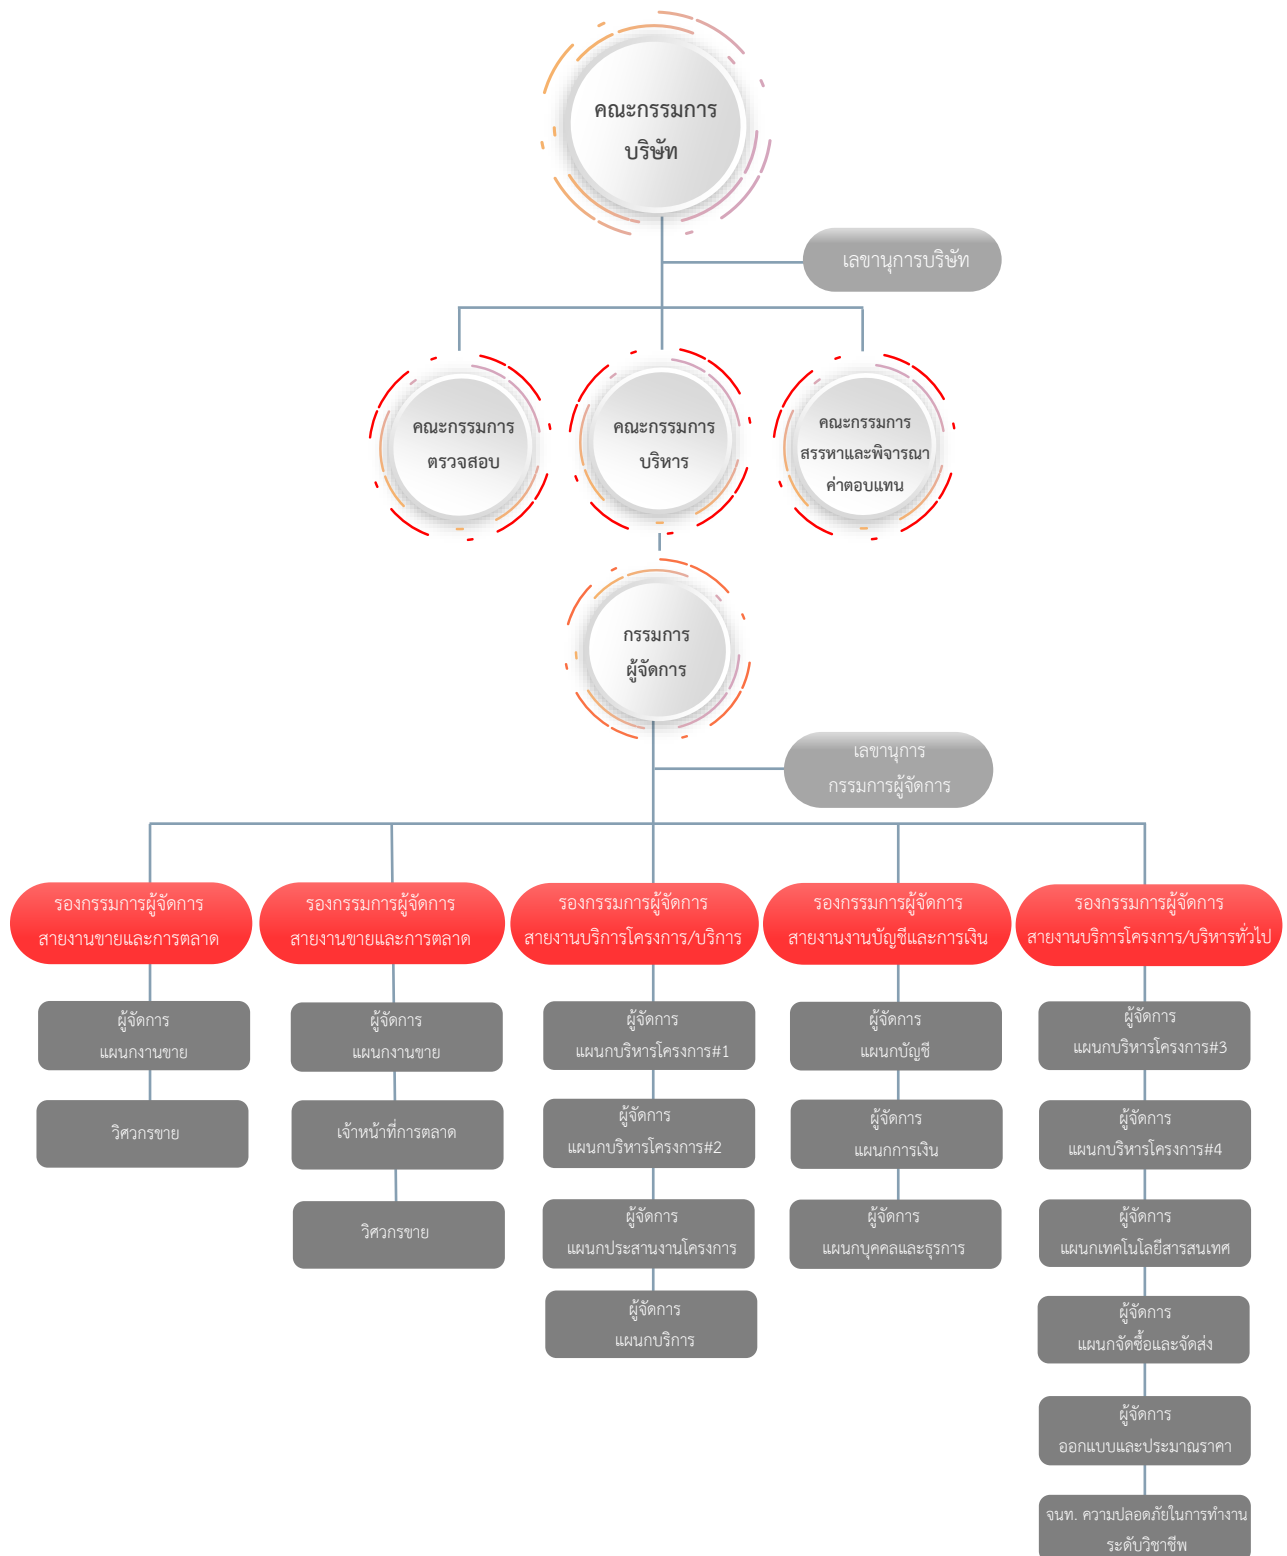 คณะกรรมการ
บริษัท
เลขานุการบริษัท
คณะกรรมการ
ตรวจสอบ
คณะกรรมการ
บริหาร
คณะกรรมการ
สรรหาและพิจารณา
ค่าตอบแทน
กรรมการ
ผู้จัดการ
เลขานุการ
กรรมการผู้จัดการ
รองกรรมการผู้จัดการ
สายงานขายและการตลาด
ผู้จัดการ
แผนกงานขาย
วิศวกรขาย
รองกรรมการผู้จัดการ
สายงานขายและการตลาด
ผู้จัดการ
แผนกงานขาย
เจ้าหน้าที่การตลาด
วิศวกรขาย
รองกรรมการผู้จัดการ
สายงานบริการโครงการ/บริการ
ผู้จัดการ
แผนกบริหารโครงการ#1
ผู้จัดการ
แผนกบริหารโครงการ#2
ผู้จัดการ
แผนกประสานงานโครงการ
ผู้จัดการ
แผนกบริการ
รองกรรมการผู้จัดการ
สายงานงานบัญชีและการเงิน
ผู้จัดการ
แผนกบัญชี
ผู้จัดการ
แผนกการเงิน
ผู้จัดการ
แผนกบุคคลและธุรการ
รองกรรมการผู้จัดการ
สายงานบริการโครงการ/บริหารทั่วไป
ผู้จัดการ
แผนกบริหารโครงการ#3
ผู้จัดการ
แผนกบริหารโครงการ#4
ผู้จัดการ
แผนกเทคโนโลยีสารสนเทศ
ผู้จัดการ
แผนกจัดซื้อและจัดส่ง
ผู้จัดการ
ออกแบบและประมาณราคา
จนท. ความปลอดภัยในการทำงาน
ระดับวิชาชีพ